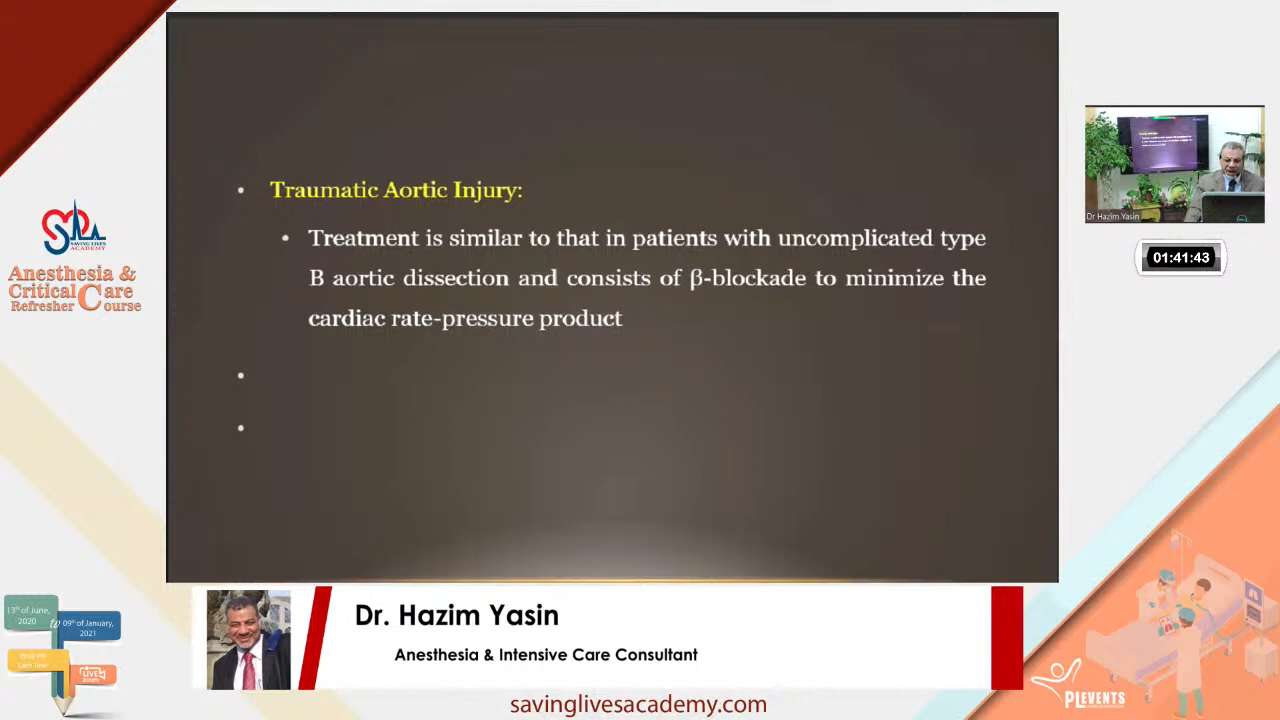 Traumatic Aortic Injury:
Treatment is similar to that in patients with uncomplicated type
B aortic dissection and consists of β-blockade to minimize the
cardiac rate-pressure product
Dr Hazim Yasin
01:41:43
SAVING LIVES
ACADEMY
Anesthesia &
Critical Care
Refresher Course
13th of June,
2020
to
09th of January,
2021
LIVE
zoom
Dr. Hazim Yasin
Anesthesia & Intensive Care Consultant
savinglivesacademy.com
PLEVENTS